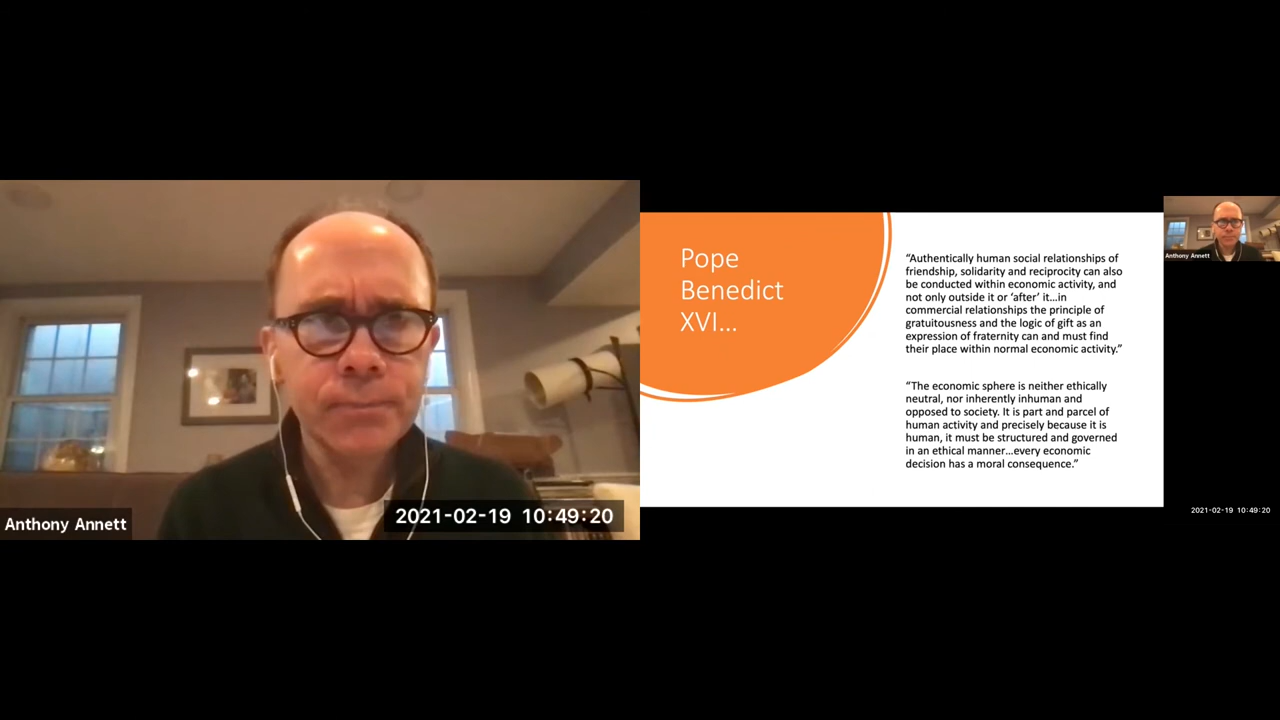 Anthony Annett
2021-02-19 10:49:20
Pope
Benedict
XVI...
“Authentically human social relationships of
friendship, solidarity and reciprocity can also
be conducted within economic activity, and
not only outside it or ‘after’ it...in
commercial relationships the principle of
gratuitousness and the logic of gift as an
expression of fraternity can and must find
their place within normal economic activity.”
“The economic sphere is neither ethically
neutral, nor inherently inhuman and
opposed to society. It is part and parcel of
human activity and precisely because it is
human, it must be structured and governed
in an ethical manner...every economic
decision has a moral consequence.”
Anthony Annett
2021-02-19 10:49:20